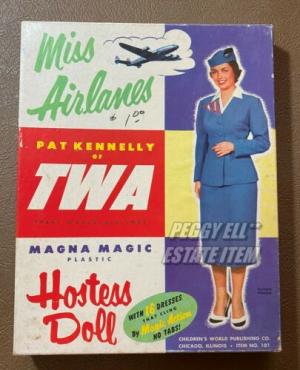 Miss
Airlanes
$ 1.00
PAT KENNELLY
OF
TWA
TRANS WORLD AIRLINES
MAGNA MAGIC
PLASTIC
Hostess
Doll
WITH 16 DRESSES
THAT CLING
By Magic Action
NO TABS!
PEGGY ELL**
ESTATE ITEM
CHILDREN'S WORLD PUBLISHING CO.
CHICAGO, ILLINOIS • ITEM NO. 101